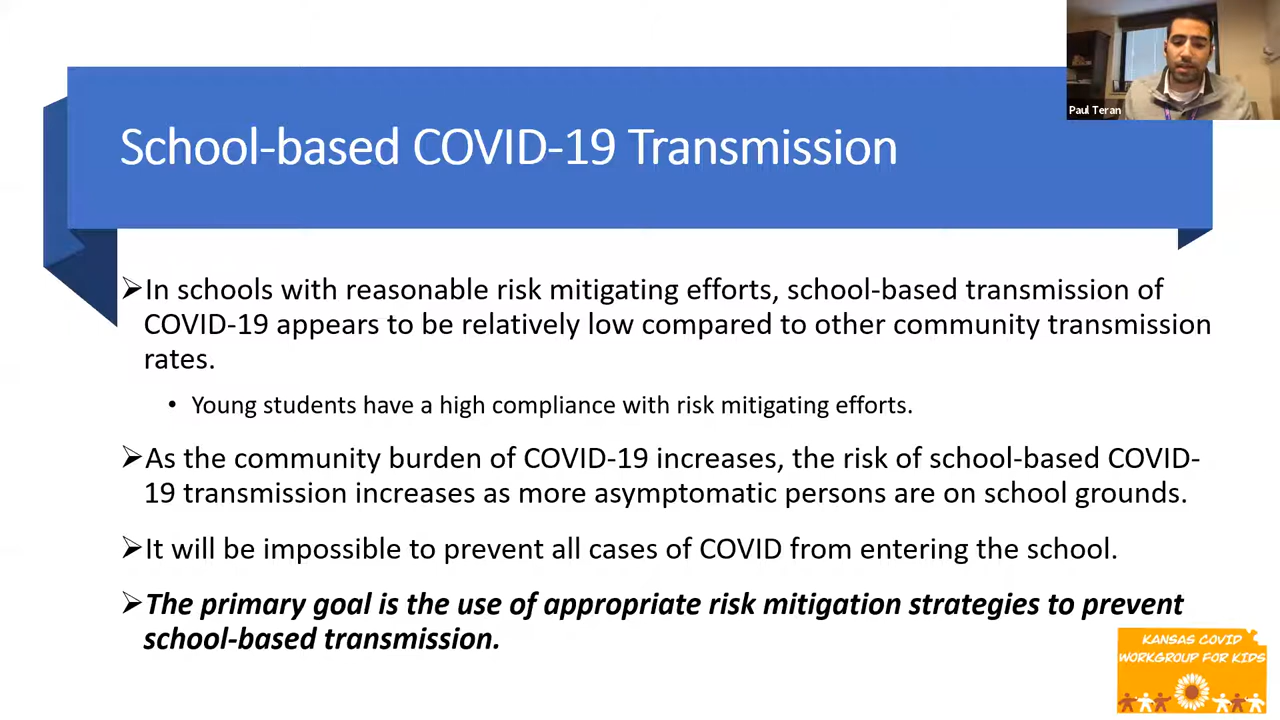 Paul Teran
School-based COVID-19 Transmission
➢In schools with reasonable risk mitigating efforts, school-based transmission of
COVID-19 appears to be relatively low compared to other community transmission
rates.
• Young students have a high compliance with risk mitigating efforts.
➢As the community burden of COVID-19 increases, the risk of school-based COVID-
19 transmission increases as more asymptomatic persons are on school grounds.
➢It will be impossible to prevent all cases of COVID from entering the school.
➢The primary goal is the use of appropriate risk mitigation strategies to prevent
school-based transmission.
KANSAS COVID
WORKGROUP FOR KIDS